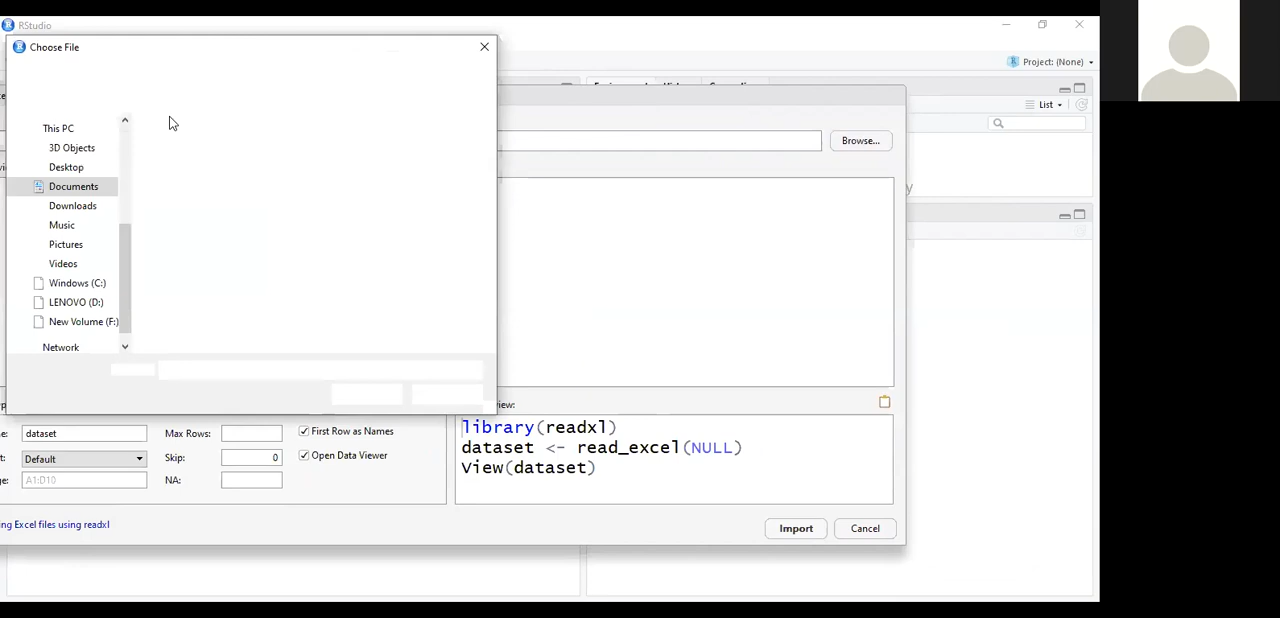 RStudio
Choose File
Project: (None)
List
This PC
3D Objects
Desktop
Documents
Downloads
Music
Pictures
Videos
Windows (C:)
LENOVO (D:)
New Volume (F:)
Network
Browse...
dataset
Max Rows:
First Row as Names
Default
Skip:
0
Open Data Viewer
A1:D10
NA:
library(readxl)
dataset <- read_excel(NULL)
View(dataset)
ng Excel files using readxl
Import
Cancel